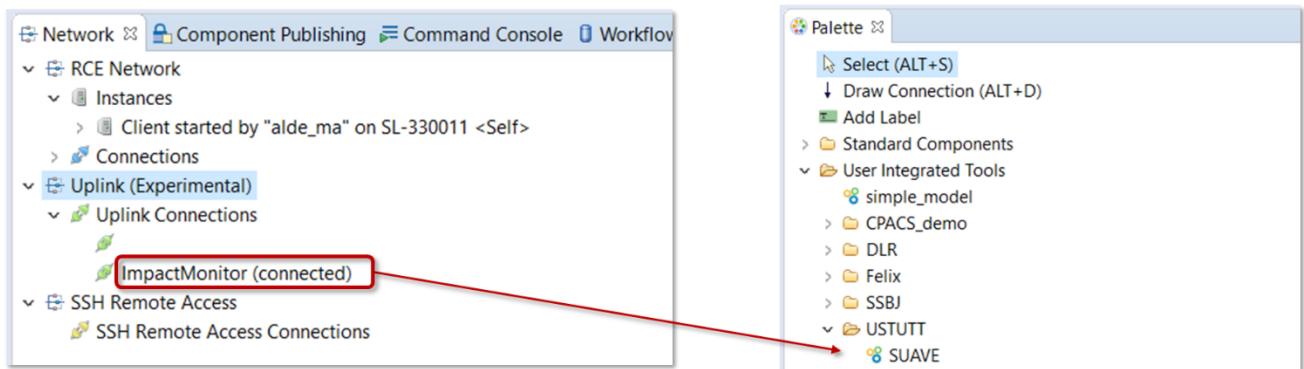 Network Component Publishing Command Console Workflow
RCE Network
Instances
Client started by "alde_ma" on SL-330011 <Self>
Connections
Uplink (Experimental)
Uplink Connections
ImpactMonitor (connected)
SSH Remote Access
SSH Remote Access Connections
Palette
Select (ALT+S)
Draw Connection (ALT+D)
Add Label
Standard Components
User Integrated Tools
simple_model
CPACS_demo
DLR
Felix
SSBJ
USTUTT
SUAVE